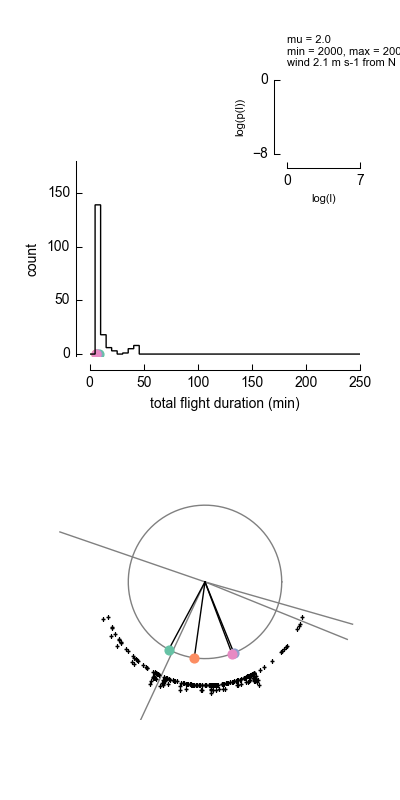 mu = 2.0
min = 2000, max = 200
wind 2.1 m s-1 from N
0
log(p(l))
−8
0 7
log(l)
150
count
100
50
0
0 50 100 150 200 250
total flight duration (min)